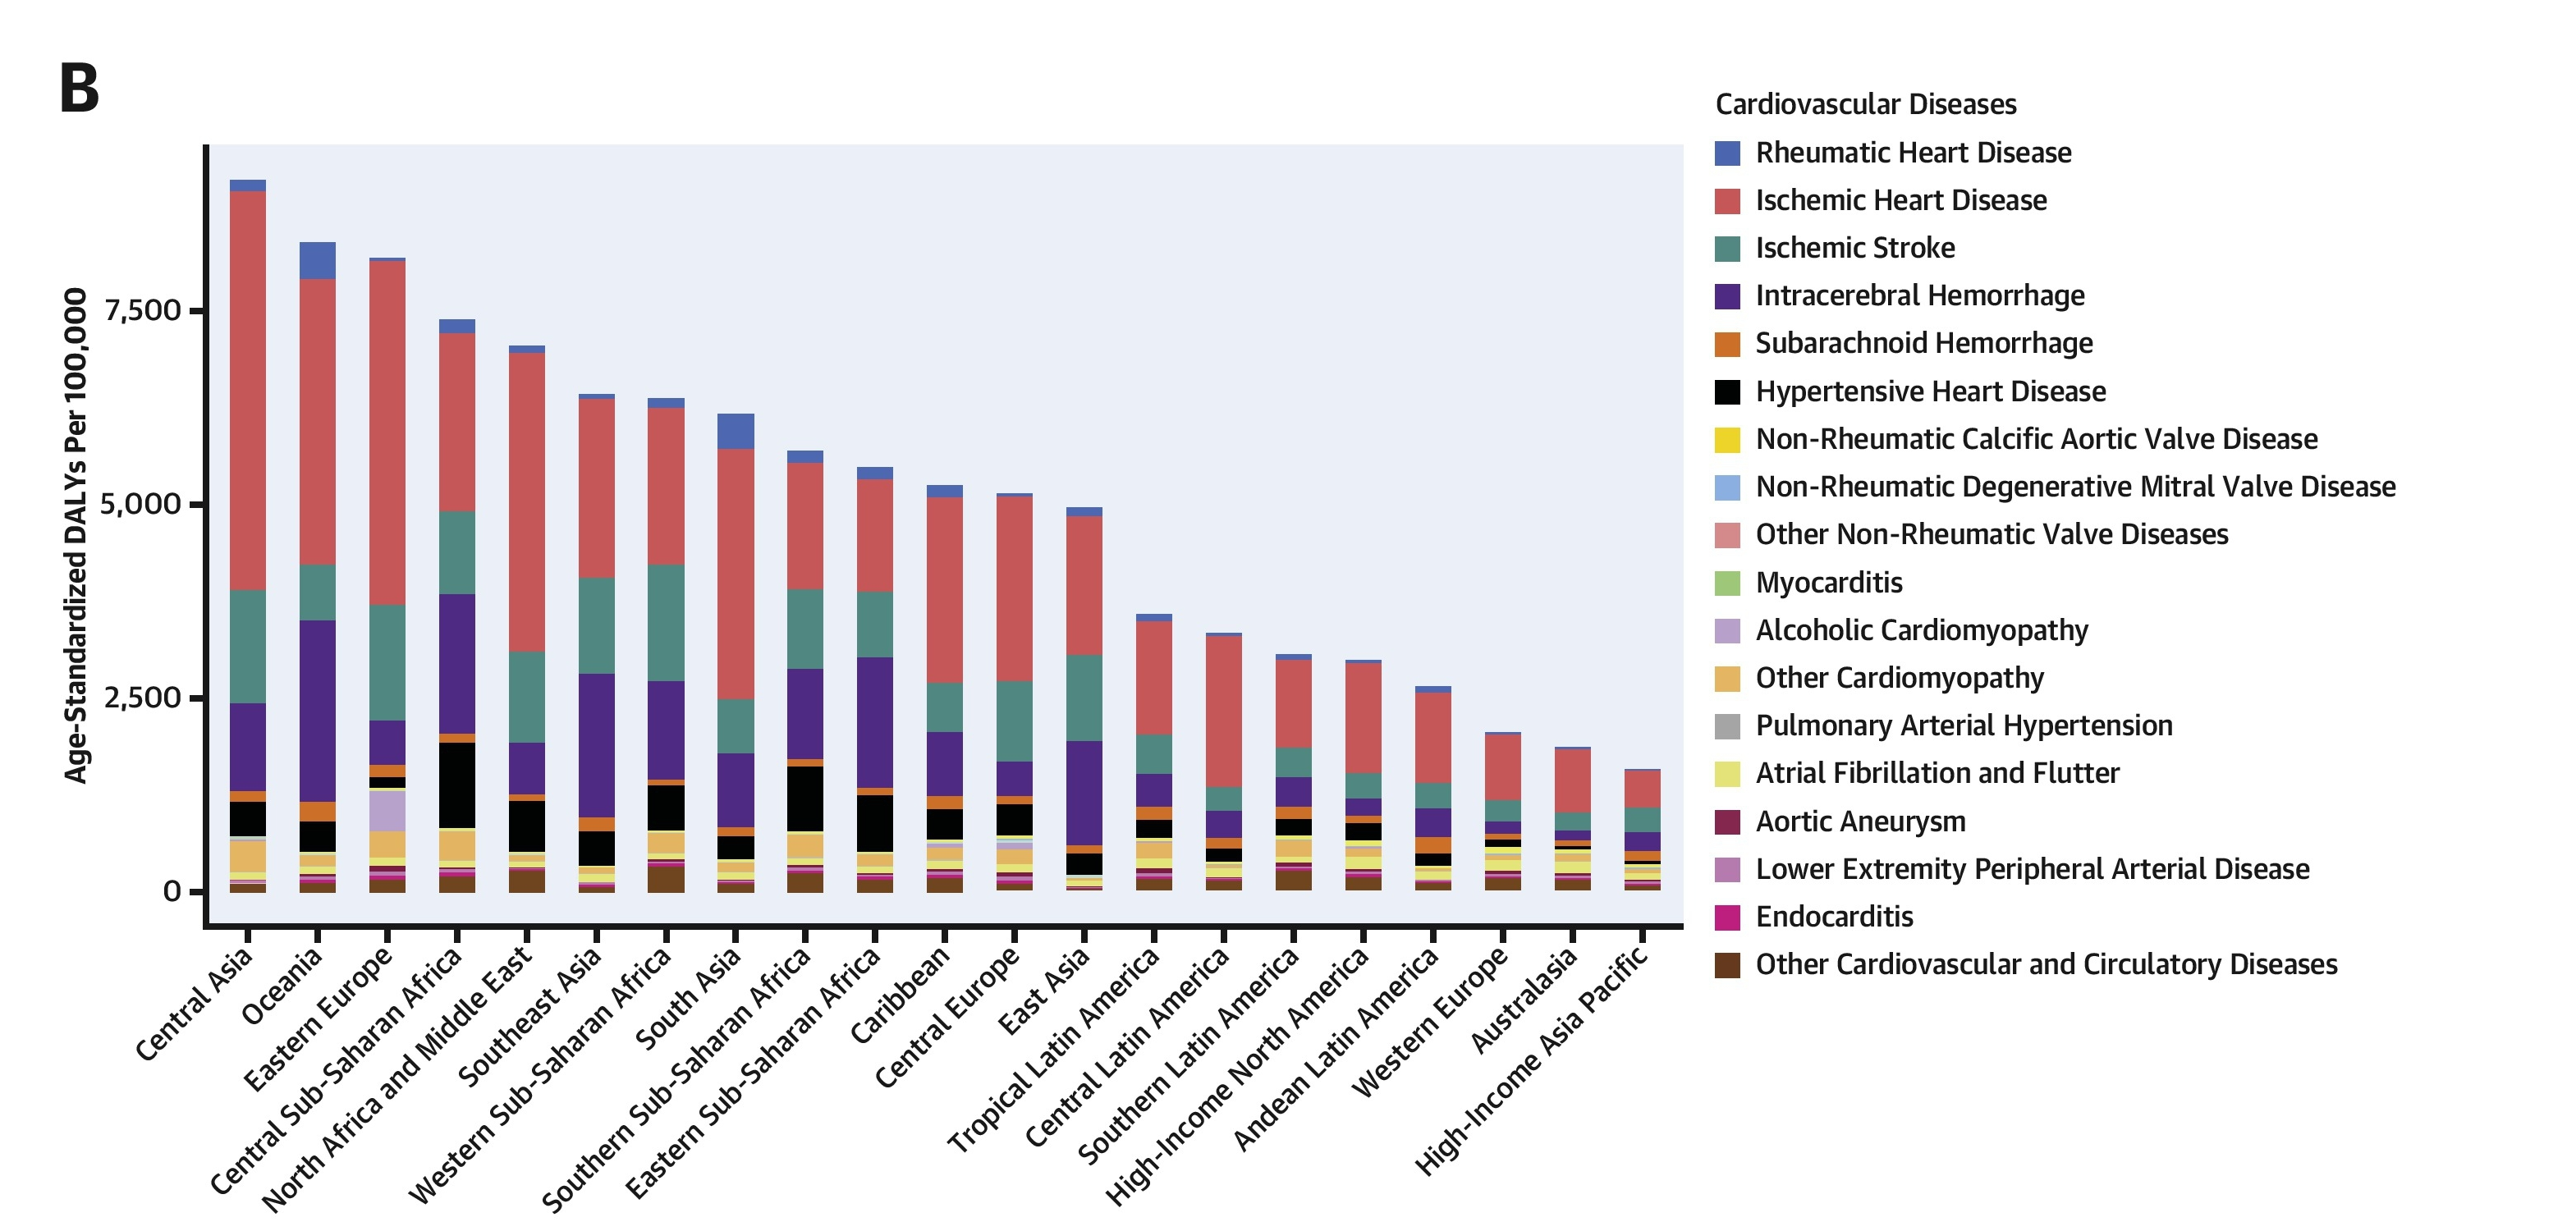 B
Age-Standardized DALYs Per 100,000
7,500
5,000
2,500
0
Central Asia
Oceania
Eastern Europe
Central Sub-Saharan Africa
North Africa and Middle East
Southeast Asia
Western Sub-Saharan Africa
South Asia
Southern Sub-Saharan Africa
Eastern Sub-Saharan Africa
Caribbean
Central Europe
East Asia
Tropical Latin America
Central Latin America
Southern Latin America
High-Income North America
Andean Latin America
Western Europe
Australasia
High-Income Asia Pacific
Cardiovascular Diseases
Rheumatic Heart Disease
Ischemic Heart Disease
Ischemic Stroke
Intracerebral Hemorrhage
Subarachnoid Hemorrhage
Hypertensive Heart Disease
Non-Rheumatic Calcific Aortic Valve Disease
Non-Rheumatic Degenerative Mitral Valve Disease
Other Non-Rheumatic Valve Diseases
Myocarditis
Alcoholic Cardiomyopathy
Other Cardiomyopathy
Pulmonary Arterial Hypertension
Atrial Fibrillation and Flutter
Aortic Aneurysm
Lower Extremity Peripheral Arterial Disease
Endocarditis
Other Cardiovascular and Circulatory Diseases